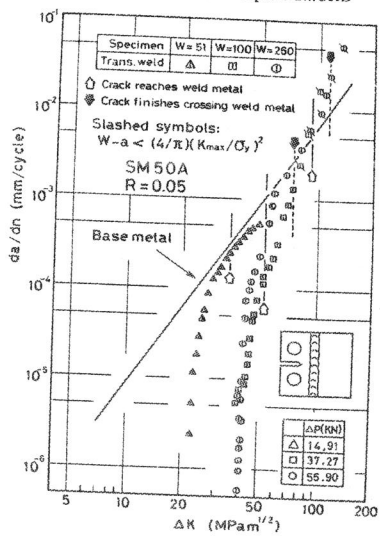 10⁻¹
10⁻²
10⁻³
10⁻⁴
10⁻⁵
10⁻⁶
da/dn (mm/cycle)
Specimen W=51 W=100 W=260
Trans. weld
Crack reaches weld metal
Crack finishes crossing weld metal
Slashed symbols:
W-a < (4/π)(Kmax/σy)²
SM50A
R = 0.05
Base metal
ΔP(KN)
14.91
37.27
55.90
5 10 20 50 100 200
ΔK (MPam^1/2)